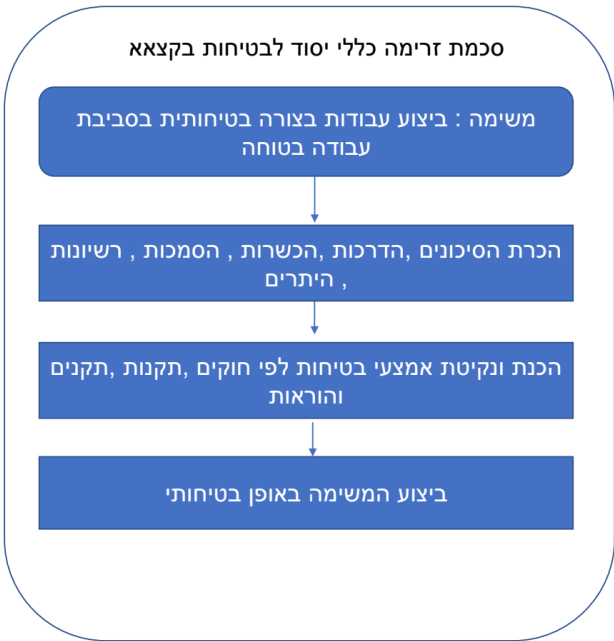 סכמת זרימה כללי יסוד לבטיחות בקצאא
משימה : ביצוע עבודות בצורה בטיחותית בסביבת
עבודה בטוחה
הכרת הסיכונים ,הדרכות ,הכשרות , הסמכות , רשיונות
, היתרים
הכנת ונקיטת אמצעי בטיחות לפי חוקים ,תקנות ,תקנים
והוראות
ביצוע המשימה באופן בטיחותי